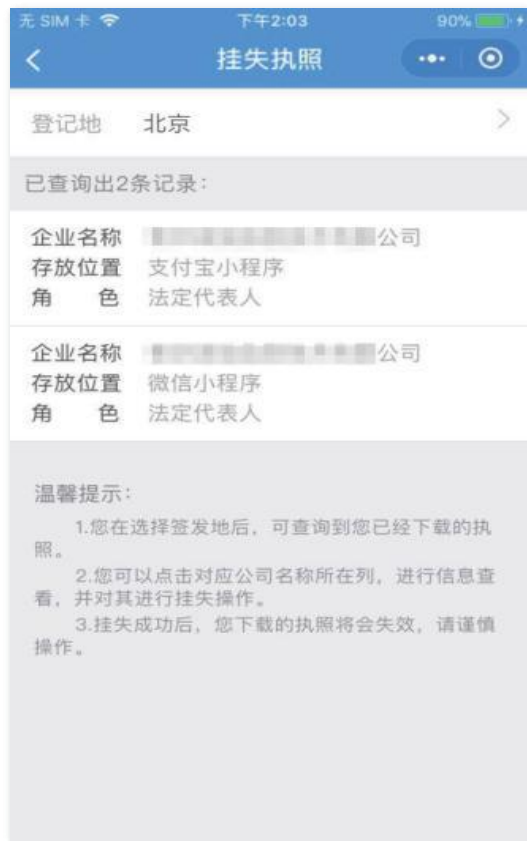 无 SIM 卡 下午2:03 90%
挂失执照
登记地 北京
已查询出2条记录：
企业名称 公司
存放位置 支付宝小程序
角 色 法定代表人
企业名称 公司
存放位置 微信小程序
角 色 法定代表人
温馨提示：
1.您在选择签发地后，可查询到您已经下载的执
照。
2.您可以点击对应公司名称所在列，进行信息查
看，并对其进行挂失操作。
3.挂失成功后，您下载的执照将会失效，请谨慎
操作。